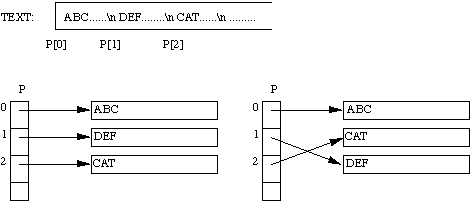 TEXT: ABC......\n DEF........\n CAT......\n .........
P[0] P[1] P[2]
P P
0 ABC 0 ABC
1 DEF 1 CAT
2 CAT 2 DEF